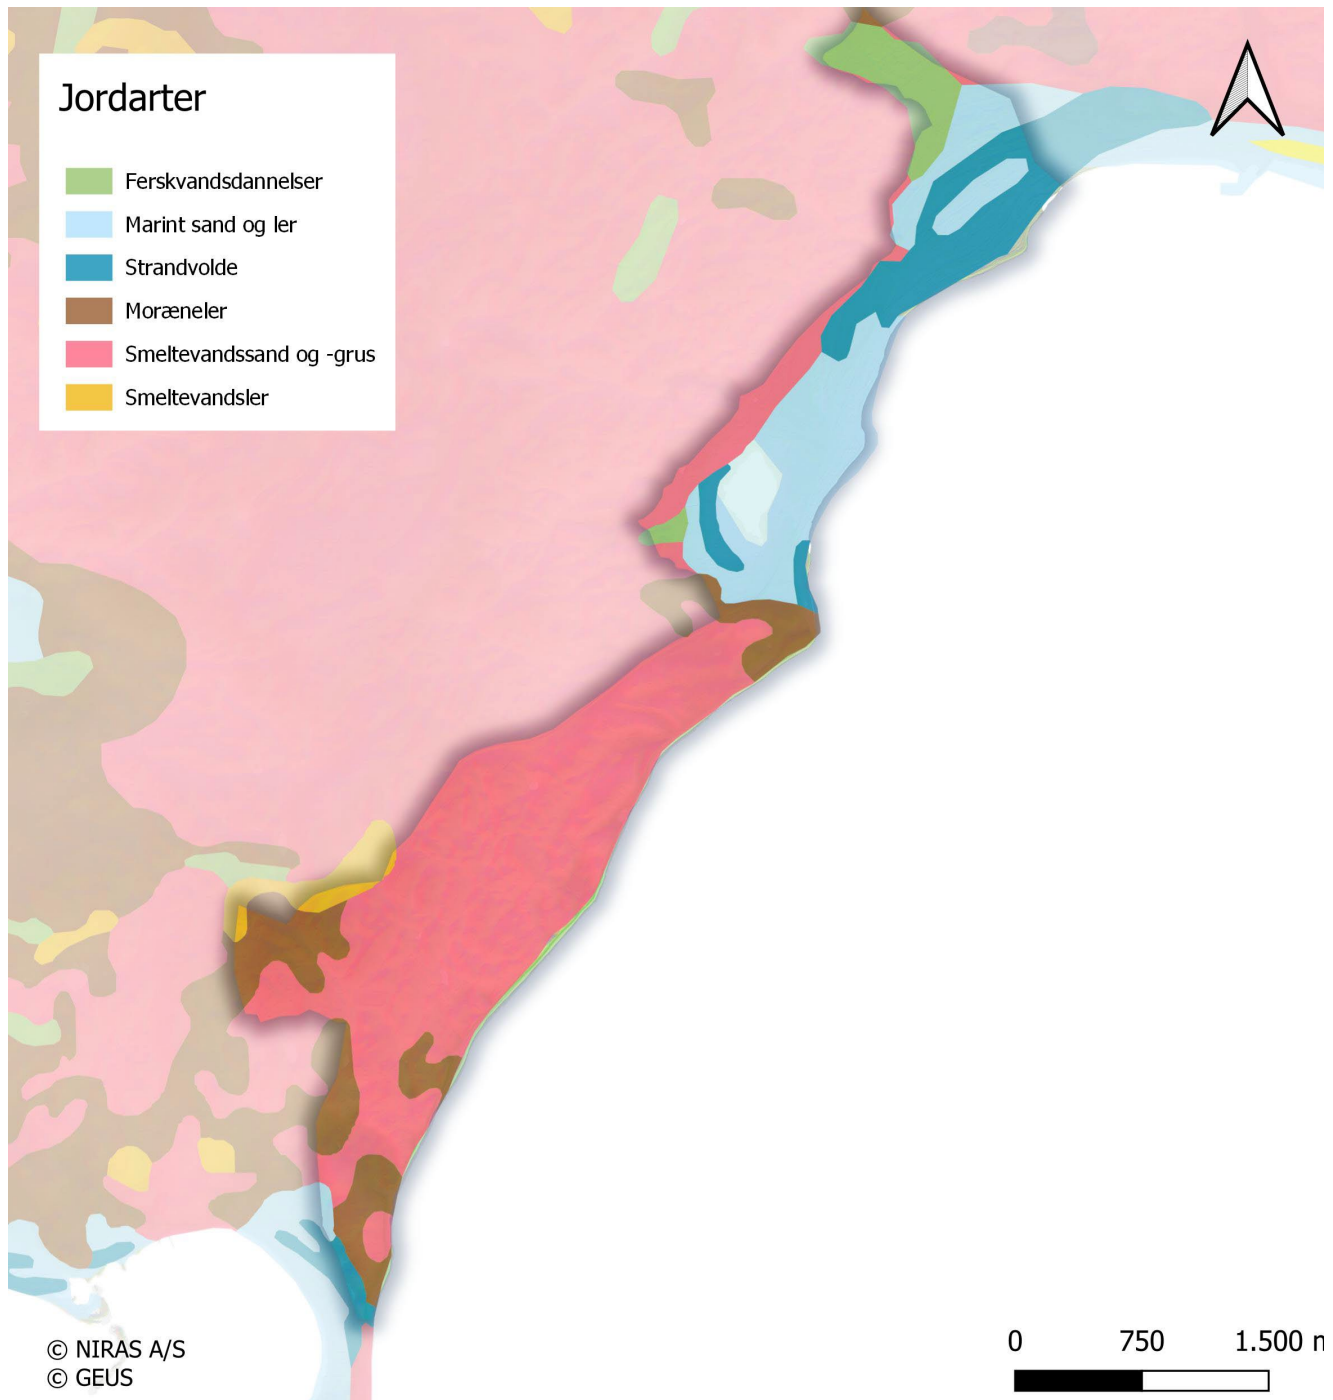 Jordarter
Ferskvandsdannelser
Marint sand og ler
Strandvolde
Moræneler
Smeltevandssand og -grus
Smeltevandsler
© NIRAS A/S
© GEUS
0 750 1.500 m